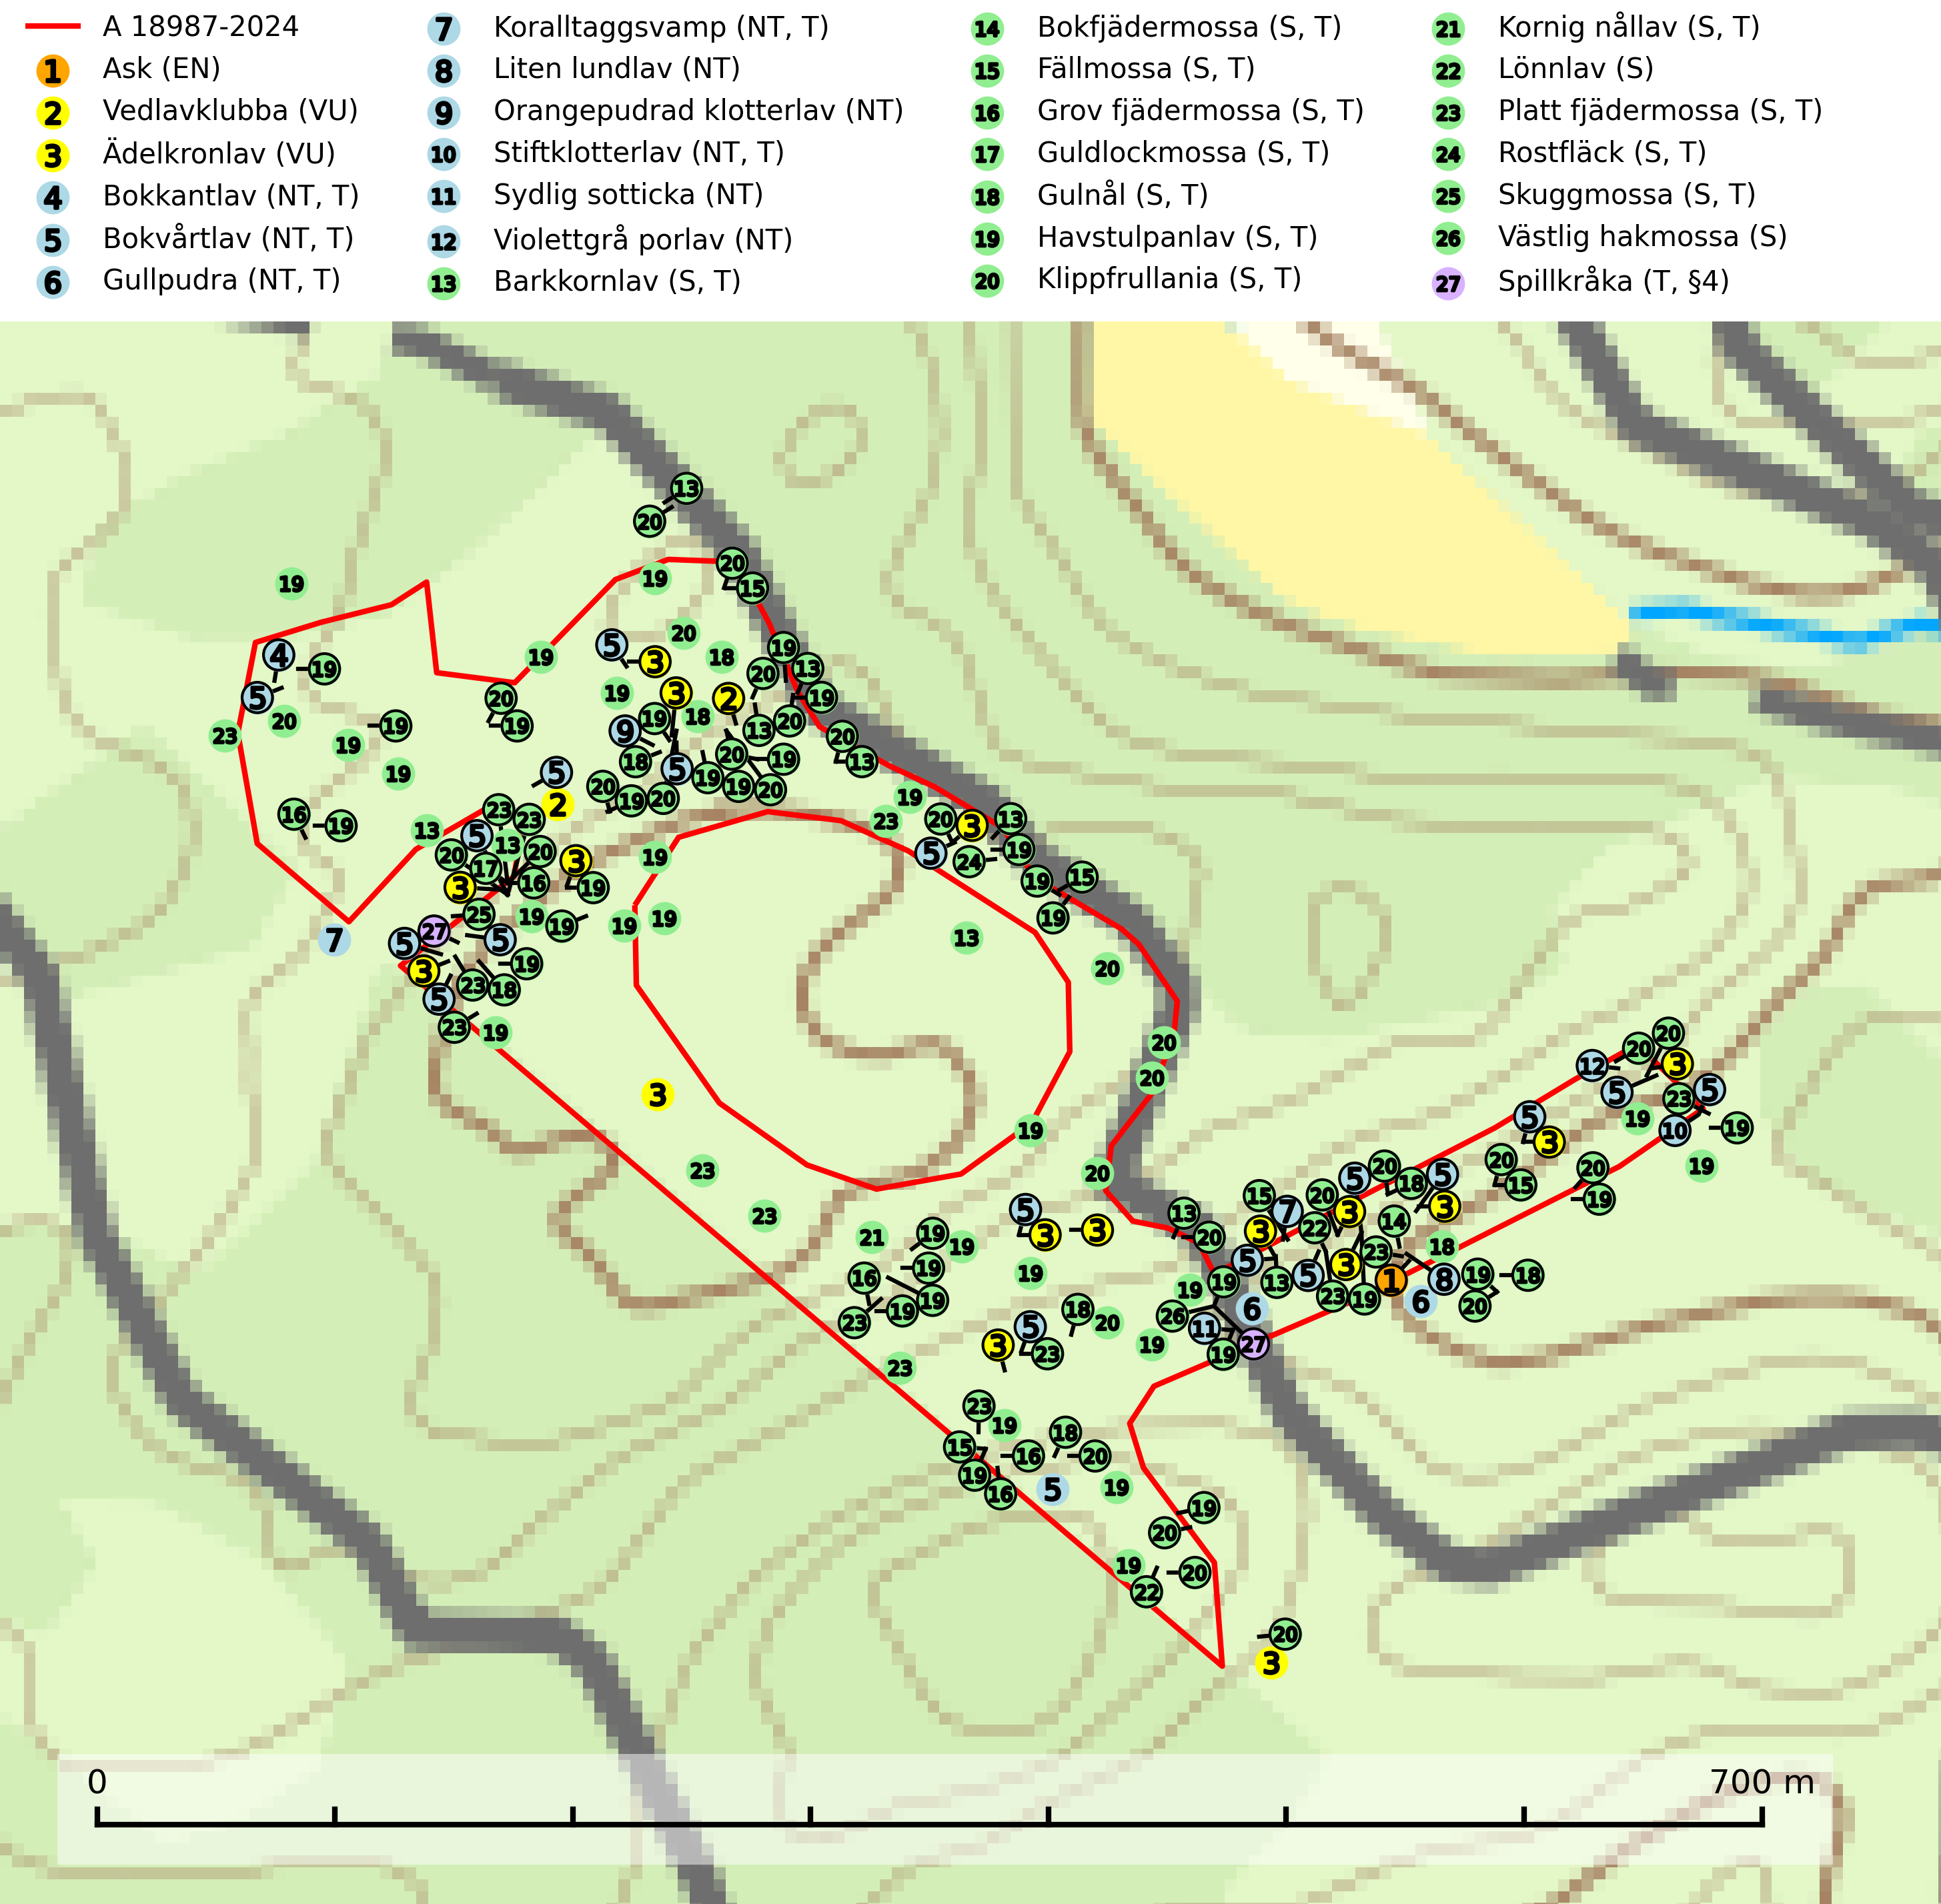 A 18987-2024
1 Ask (EN)
2 Vedlavklubba (VU)
3 Ädelkronlav (VU)
4 Bokkantlav (NT, T)
5 Bokvårtlav (NT, T)
6 Gullpudra (NT, T)
7 Koralltaggsvamp (NT, T)
8 Liten lundlav (NT)
9 Orangepudrad klotterlav (NT)
10 Stiftklotterlav (NT, T)
11 Sydlig sotticka (NT)
12 Violettgrå porlav (NT)
13 Barkkornlav (S, T)
14 Bokfjädermossa (S, T)
15 Fällmossa (S, T)
16 Grov fjädermossa (S, T)
17 Guldlockmossa (S, T)
18 Gulnål (S, T)
19 Havstulpanlav (S, T)
20 Klippfrullania (S, T)
21 Kornig nållav (S, T)
22 Lönnlav (S)
23 Platt fjädermossa (S, T)
24 Rostfläck (S, T)
25 Skuggmossa (S, T)
26 Västlig hakmossa (S)
27 Spillkråka (T, §4)
0 700 m